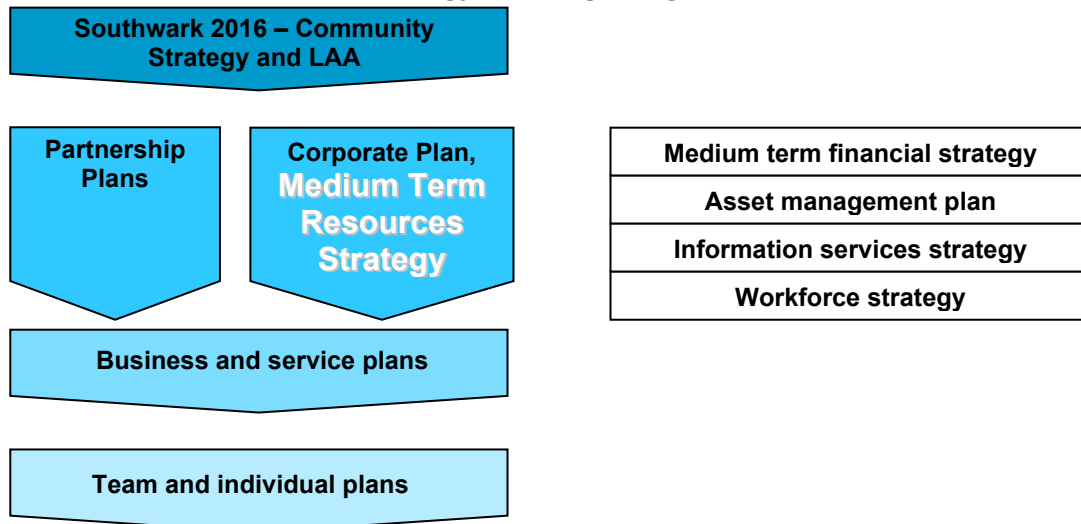 Southwark 2016 – Community
Strategy and LAA
Partnership
Plans
Corporate Plan,
Medium Term
Resources
Strategy
Medium term financial strategy
Asset management plan
Information services strategy
Workforce strategy
Business and service plans
Team and individual plans